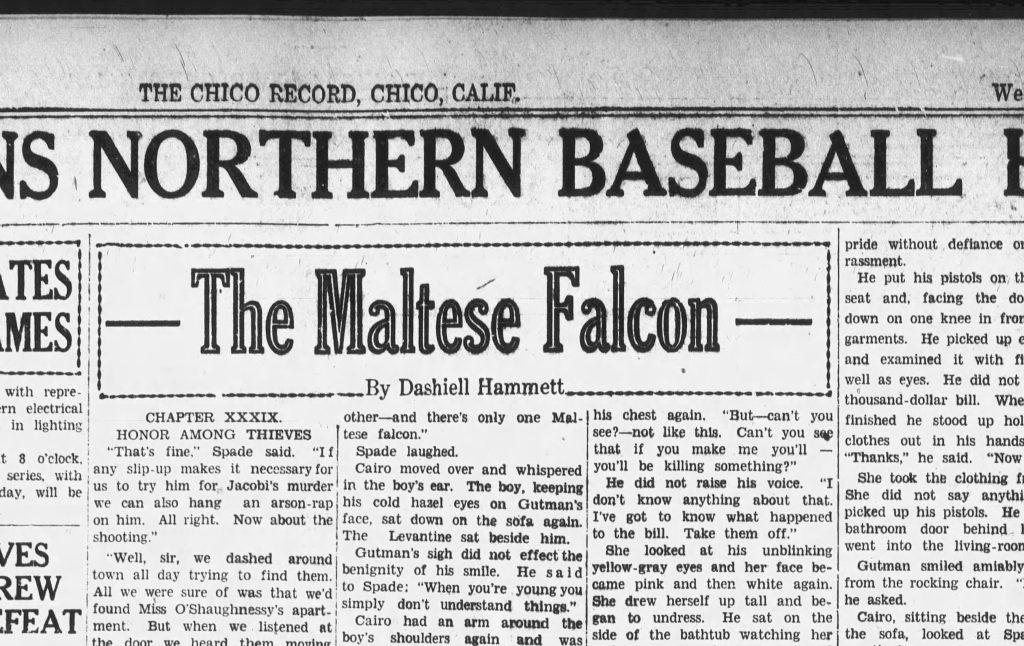 THE CHICO RECORD, CHICO, CALIF.
We
NS NORTHERN BASEBALL
ATES
AMES
with repre-
rn electrical
in lighting
t 8 o'clock,
series, with
day, will be
VES
REW
EFEAT
The Maltese Falcon
By Dashiell Hammett
CHAPTER XXXIX.
HONOR AMONG THIEVES
"That's fine," Spade said. "If
any slip-up makes it necessary for
us to try him for Jacobi's murder
we can also hang an arson-rap
on him. All right. Now about the
shooting."
"Well, sir, we dashed around
town all day trying to find them.
All we were sure of was that we'd
found Miss O'Shaughnessy's apart-
ment. But when we listened at
the door we heard them moving
other—and there's only one Mal-
tese falcon."
Spade laughed.
Cairo moved over and whispered
in the boy's ear. The boy, keeping
his cold hazel eyes on Gutman's
face, sat down on the sofa again.
The Levantine sat beside him.
Gutman's sigh did not effect the
benignity of his smile. He said
to Spade: "When you're young you
simply don't understand things."
Cairo had an arm around the
boy's shoulders again and was
his chest again. "But—can't you
see?—not like this. Can't you see
that if you make me you'll —
you'll be killing something?"
He did not raise his voice. "I
don't know anything about that.
I've got to know what happened
to the bill. Take them off."
She looked at his unblinking
yellow-gray eyes and her face be-
came pink and then white again.
She drew herself up tall and be-
gan to undress. He sat on the
side of the bathtub watching her
pride without defiance or
rassment.
He put his pistols on th
seat and, facing the do
down on one knee in fron
garments. He picked up e
and examined it with fi
well as eyes. He did not
thousand-dollar bill. Whe
finished he stood up hol
clothes out in his hands
"Thanks," he said. "Now
She took the clothing fr
She did not say anythi
picked up his pistols. He
bathroom door behind
went into the living-room
Gutman smiled amiably
from the rocking chair.
he asked.
Cairo, sitting beside the
the sofa, looked at Spa